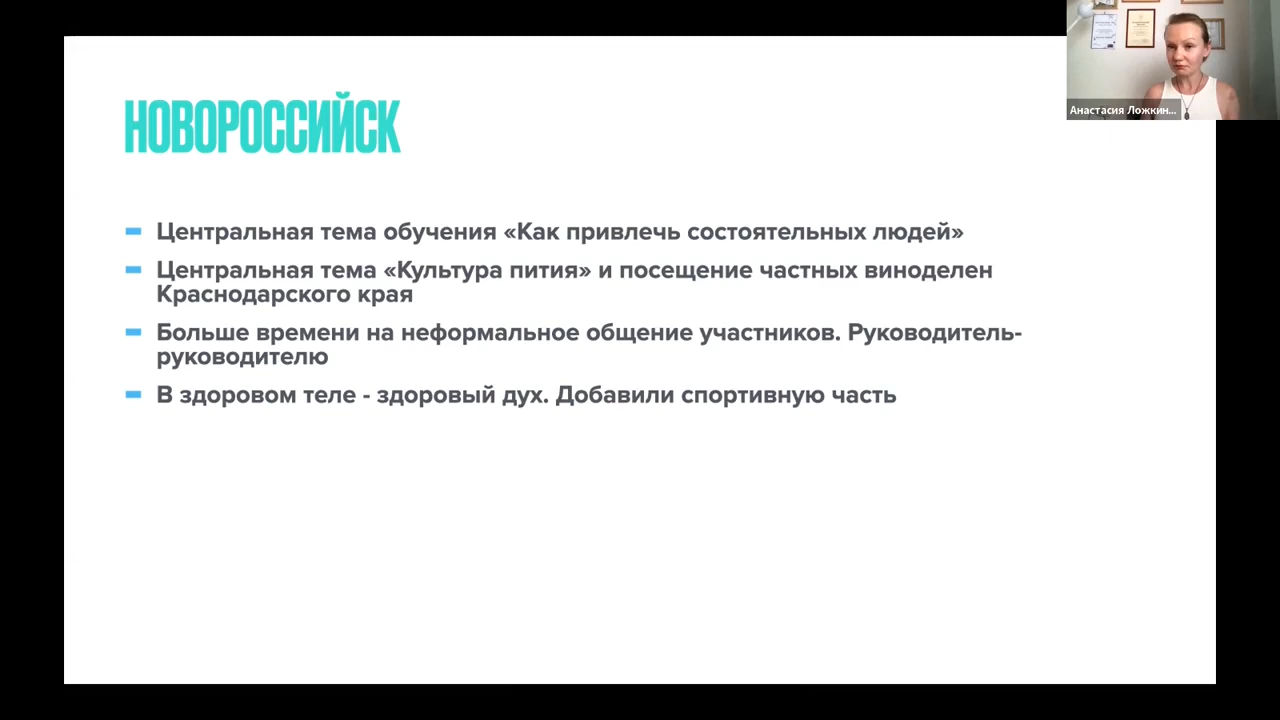 Анастасия Ложкин...
НОВОРОССИЙСК
Центральная тема обучения «Как привлечь состоятельных людей»
Центральная тема «Культура пития» и посещение частных виноделен
Краснодарского края
Больше времени на неформальное общение участников. Руководитель-
руководителю
В здоровом теле - здоровый дух. Добавили спортивную часть